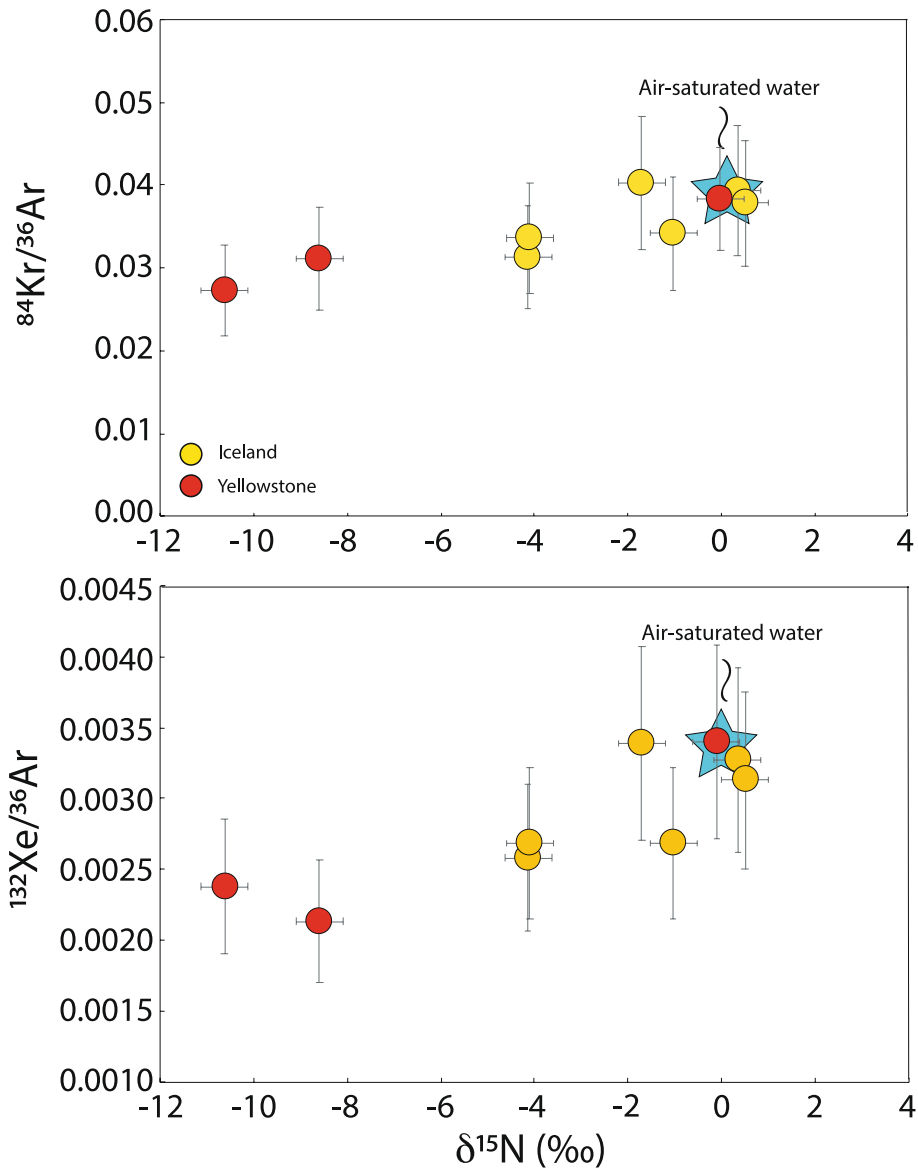 0.06
0.05
0.04
0.03
0.02
0.01
0.00
⁸⁴Kr/³⁶Ar
Air-saturated water
Iceland
Yellowstone
-12 -10 -8 -6 -4 -2 0 2 4
0.0045
0.0040
0.0035
0.0030
0.0025
0.0020
0.0015
0.0010
¹³²Xe/³⁶Ar
Air-saturated water
-12 -10 -8 -6 -4 -2 0 2 4
δ¹⁵N (‰)